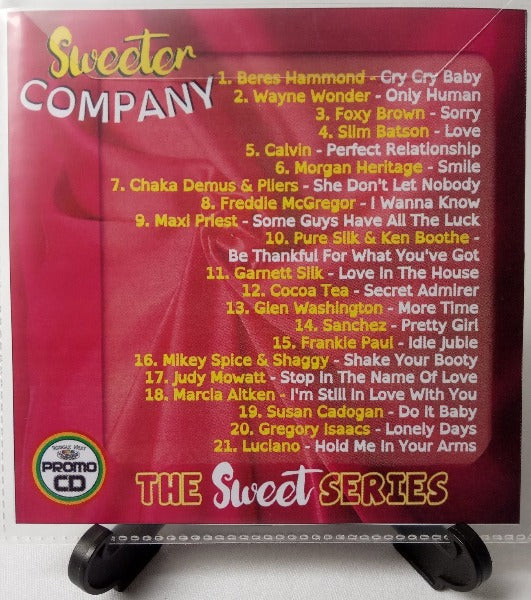 Sweeter
COMPANY
1. Beres Hammond - Cry Cry Baby
2. Wayne Wonder - Only Human
3. Foxy Brown - Sorry
4. Slim Batson - Love
5. Calvin - Perfect Relationship
6. Morgan Heritage - Smile
7. Chaka Demus & Pliers - She Don't Let Nobody
8. Freddie McGregor - I Wanna Know
9. Maxi Priest - Some Guys Have All The Luck
10. Pure Silk & Ken Boothe -
Be Thankful For What You've Got
11. Garnett Silk - Love In The House
12. Cocoa Tea - Secret Admirer
13. Glen Washington - More Time
14. Sanchez - Pretty Girl
15. Frankie Paul - Idle Juble
16. Mikey Spice & Shaggy - Shake Your Booty
17. Judy Mowatt - Stop In The Name Of Love
18. Marcia Aitken - I'm Still In Love With You
19. Susan Cadogan - Do It Baby
20. Gregory Isaacs - Lonely Days
21. Luciano - Hold Me In Your Arms
PROMO
CD
THE Sweet SERIES